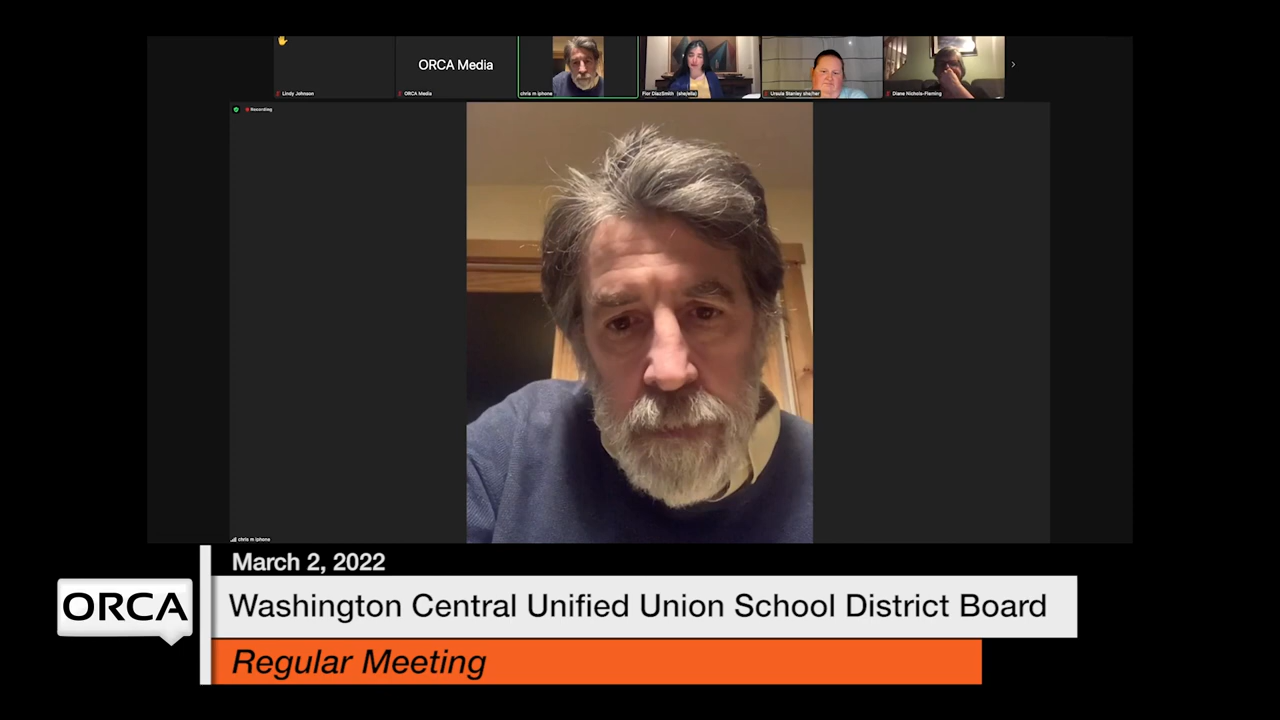 ORCA Media
Lindy Johnson
ORCA Media
chris m iphone
Flor DiazSmith (she/ella)
Ursula Stanley she/her
Diane Nichols-Fleming
Recording
chris m iphone
March 2, 2022
ORCA
Washington Central Unified Union School District Board
Regular Meeting